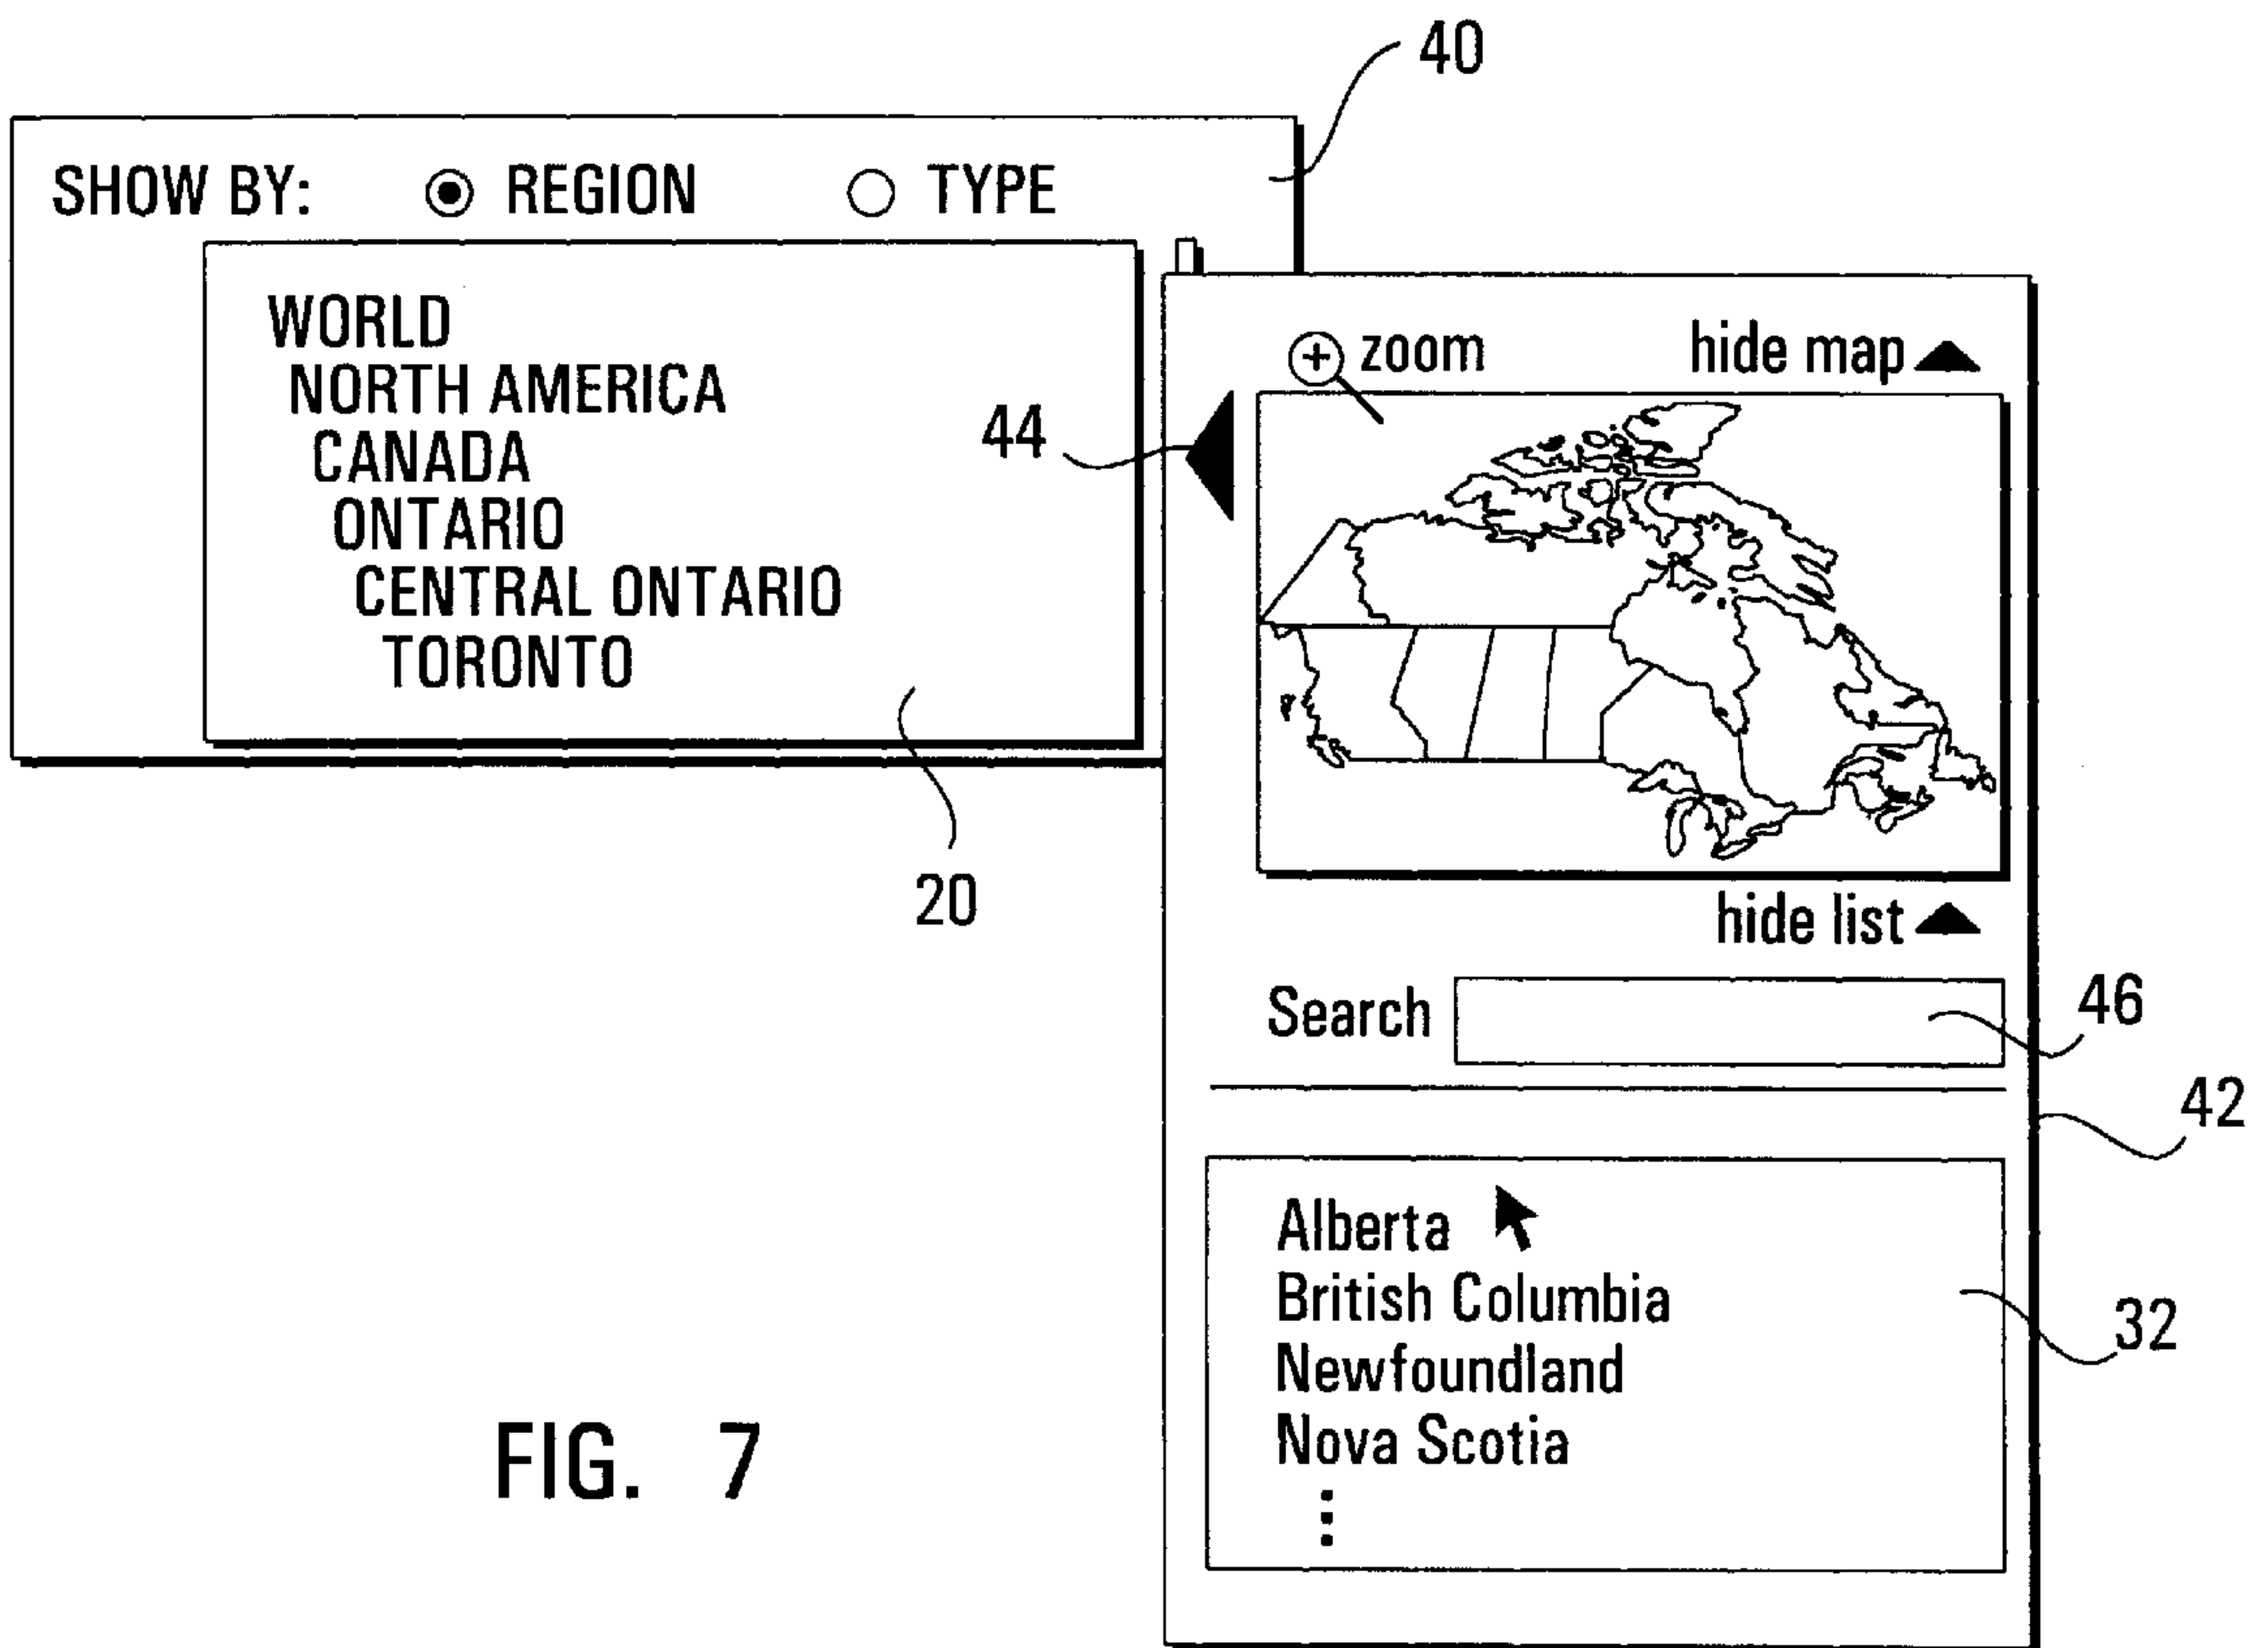 40
SHOW BY: REGION TYPE
WORLD
NORTH AMERICA
CANADA
ONTARIO
CENTRAL ONTARIO
TORONTO
20
44
zoom hide map
hide list
Search
46
42
Alberta
British Columbia
Newfoundland
Nova Scotia
32
FIG. 7